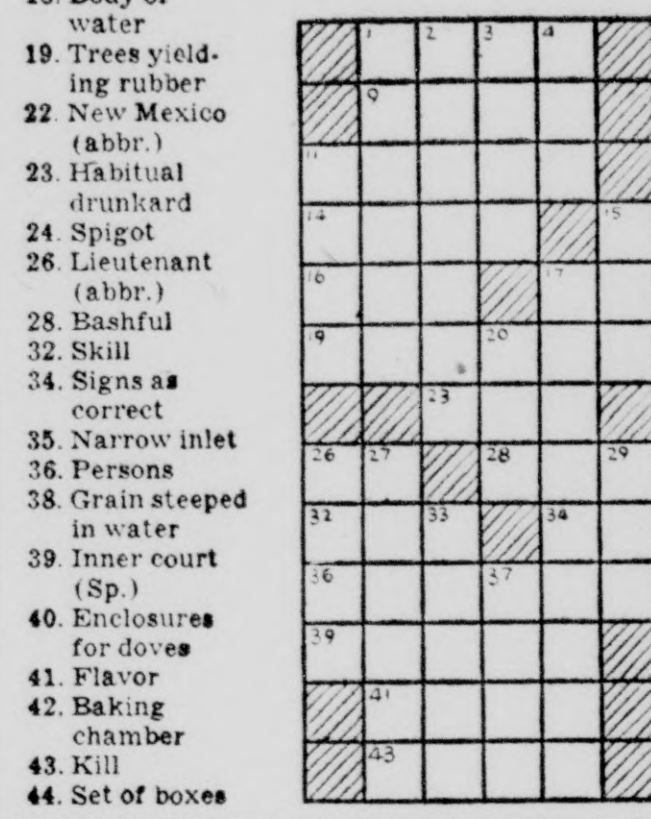 water
19. Trees yield-
ing rubber
22. New Mexico
(abbr.)
23. Habitual
drunkard
24. Spigot
26. Lieutenant
(abbr.)
28. Bashful
32. Skill
34. Signs as
correct
35. Narrow inlet
36. Persons
38. Grain steeped
in water
39. Inner court
(Sp.)
40. Enclosures
for doves
41. Flavor
42. Baking
chamber
43. Kill
44. Set of boxes
1 2 3 4
9
11
14 15
16 17
19 20
23
26 27 28 29
32 33 34
36 37
39
41
43